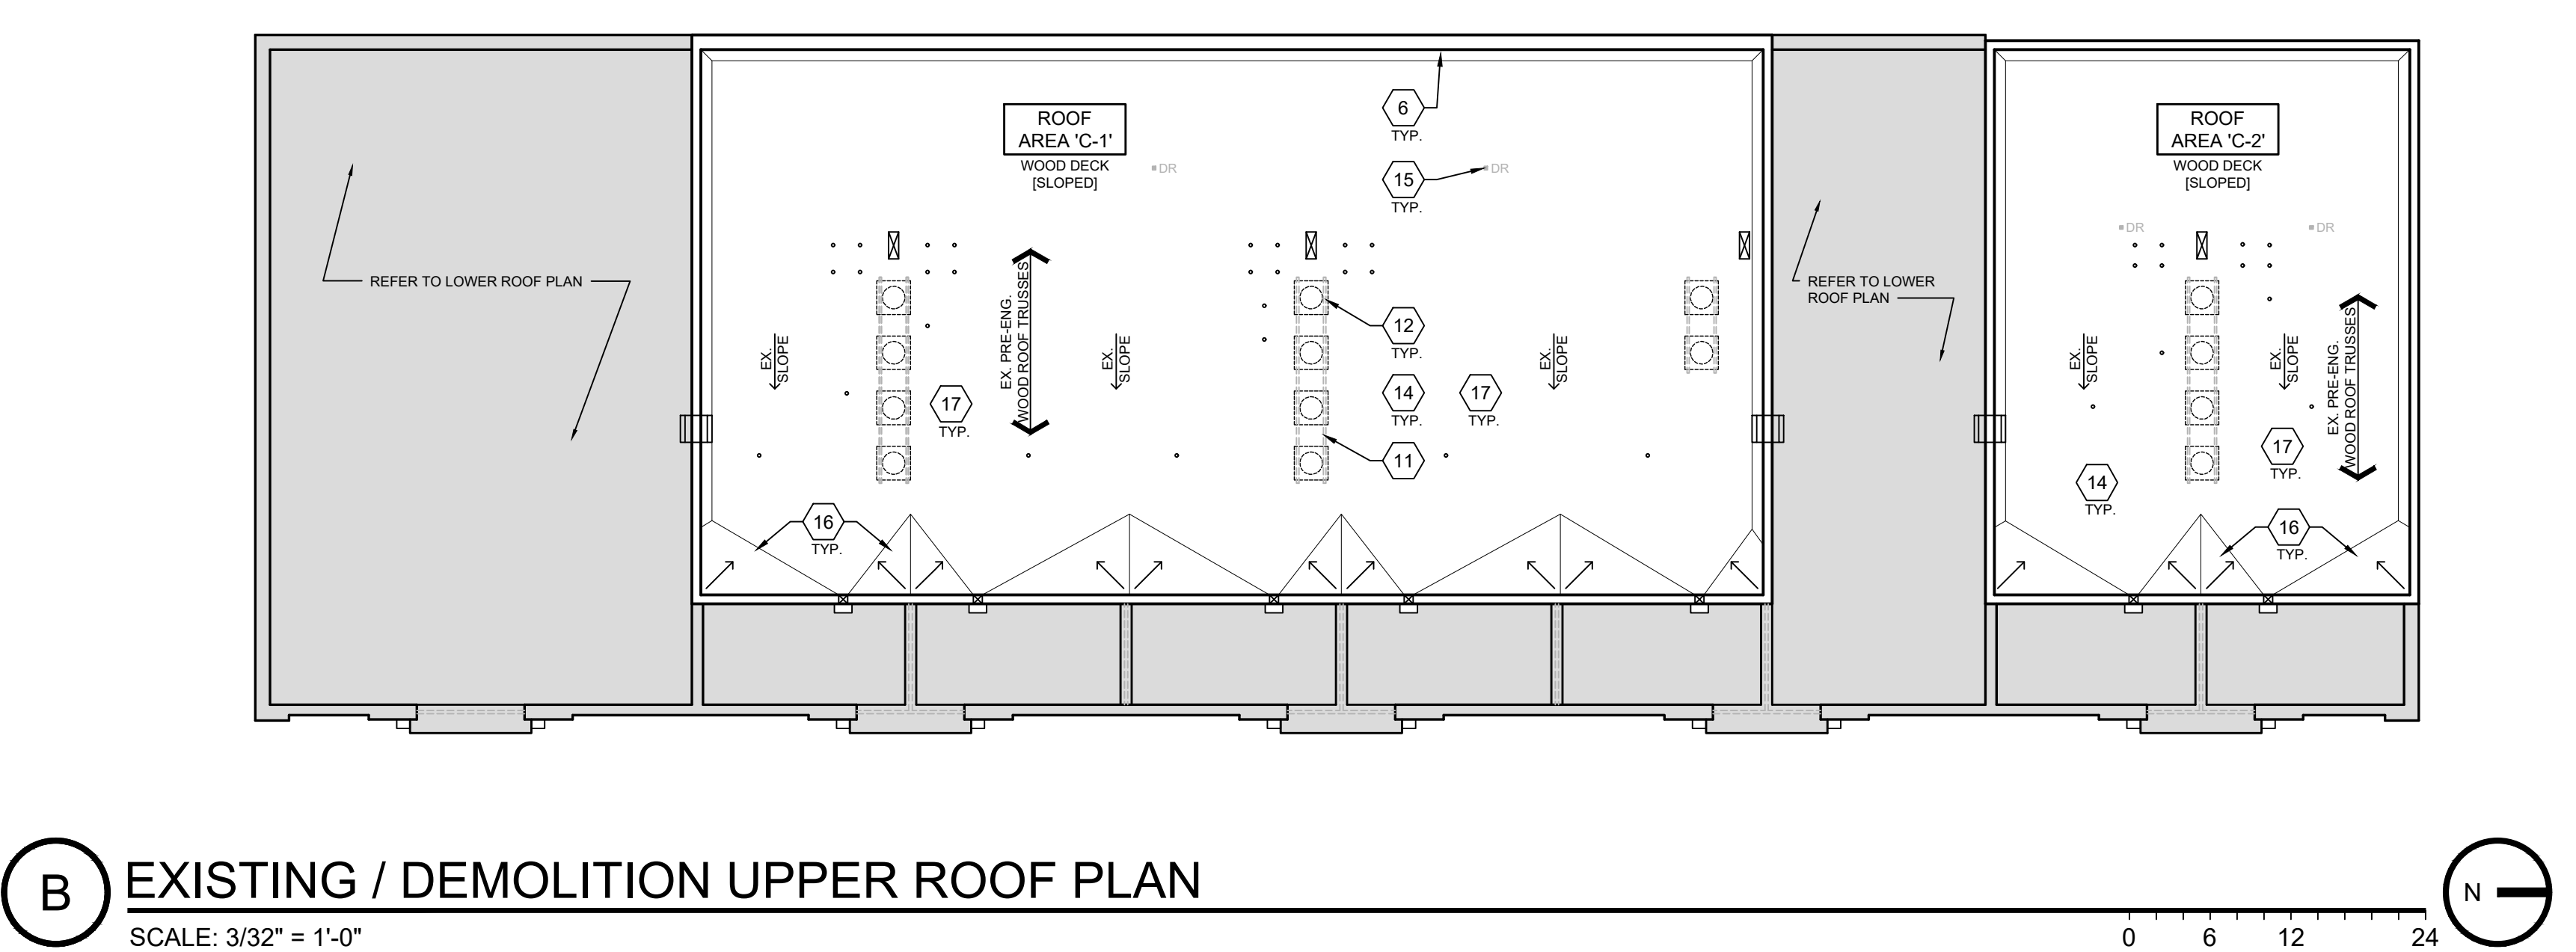 ROOF
AREA 'C-1'
WOOD DECK
[SLOPED]
DR
6
TYP.
15
TYP.
DR
ROOF
AREA 'C-2'
WOOD DECK
[SLOPED]
DR
DR
REFER TO LOWER ROOF PLAN
REFER TO LOWER
ROOF PLAN
EX.
SLOPE
17
TYP.
EX. PRE-ENG.
WOOD ROOF TRUSSES
EX.
SLOPE
12
TYP.
14
TYP.
17
TYP.
11
EX.
SLOPE
EX.
SLOPE
EX.
SLOPE
EX. PRE-ENG.
WOOD ROOF TRUSSES
17
TYP.
14
TYP.
16
TYP.
16
TYP.
B
EXISTING / DEMOLITION UPPER ROOF PLAN
SCALE: 3/32" = 1'-0"
0 6 12 24
N